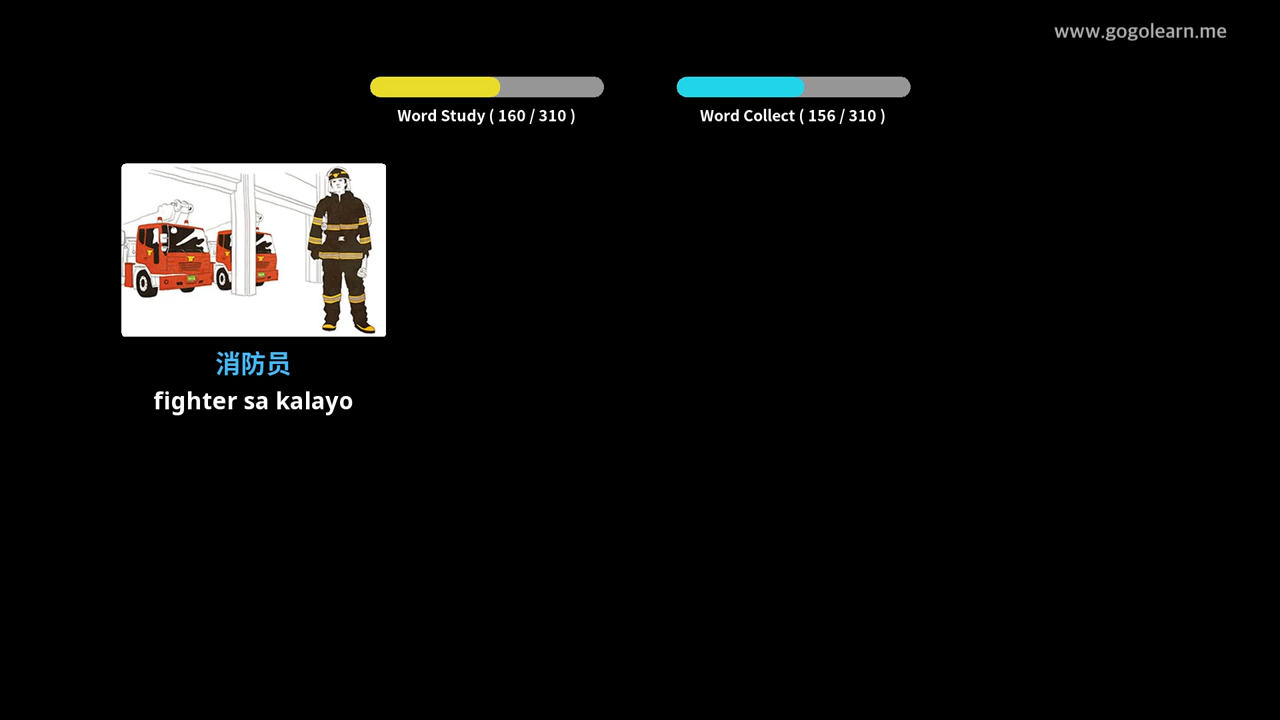 www.gogolearn.me
Word Study ( 160 / 310 )
Word Collect ( 156 / 310 )
消防员
fighter sa kalayo